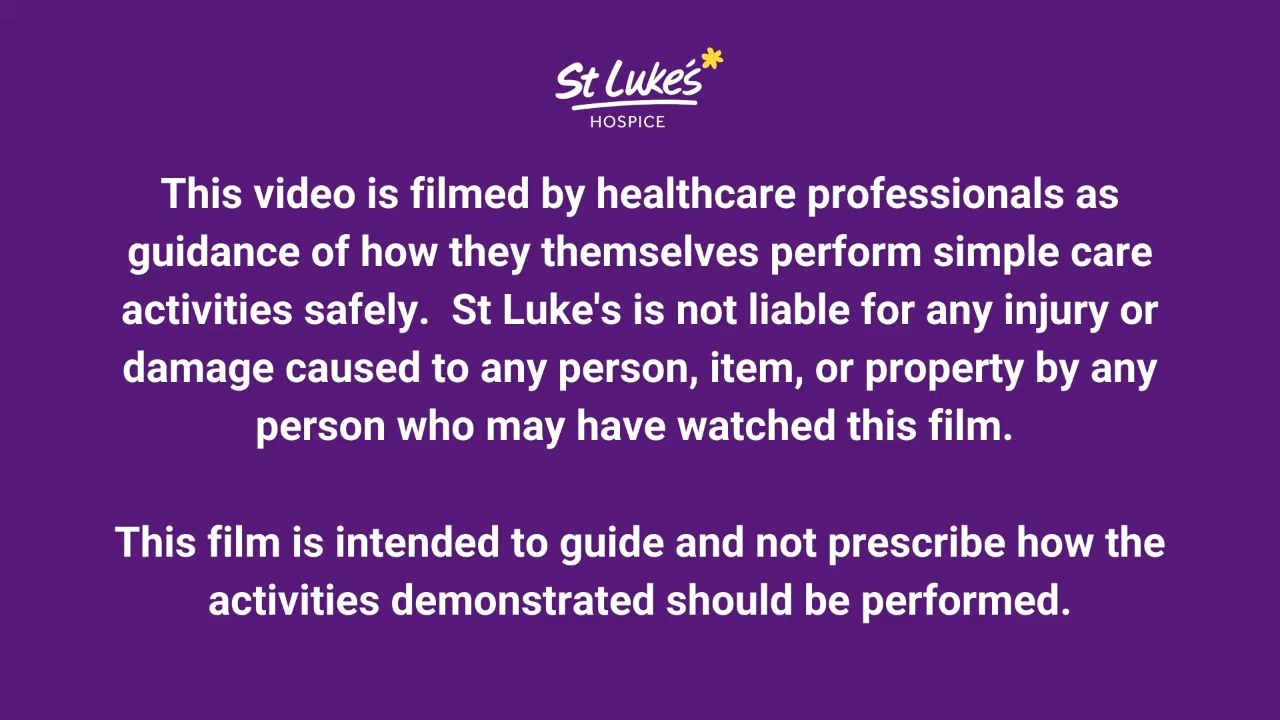 St Luke's
HOSPICE
This video is filmed by healthcare professionals as
guidance of how they themselves perform simple care
activities safely.  St Luke's is not liable for any injury or
damage caused to any person, item, or property by any
person who may have watched this film.
This film is intended to guide and not prescribe how the
activities demonstrated should be performed.